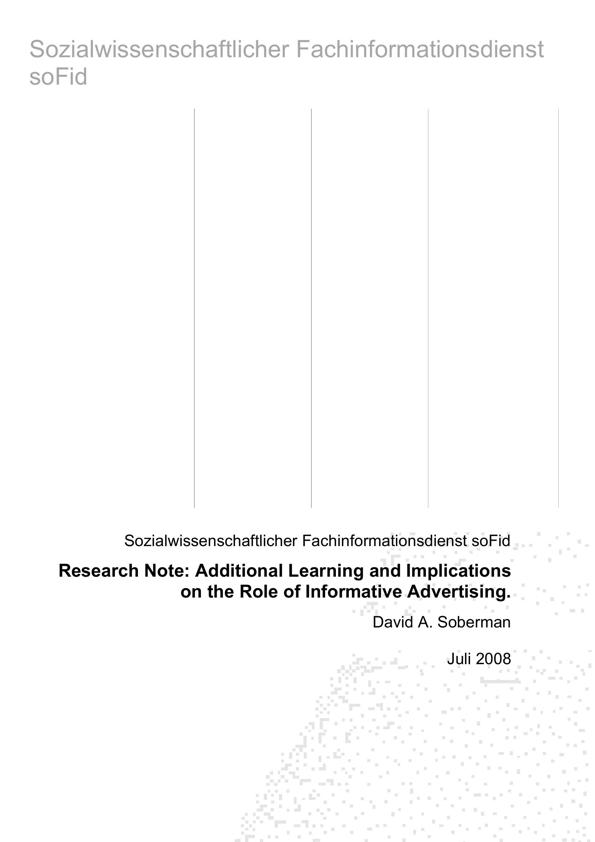 Sozialwissenschaftlicher Fachinformationsdienst
soFid
Sozialwissenschaftlicher Fachinformationsdienst soFid
Research Note: Additional Learning and Implications
on the Role of Informative Advertising.
David A. Soberman
Juli 2008